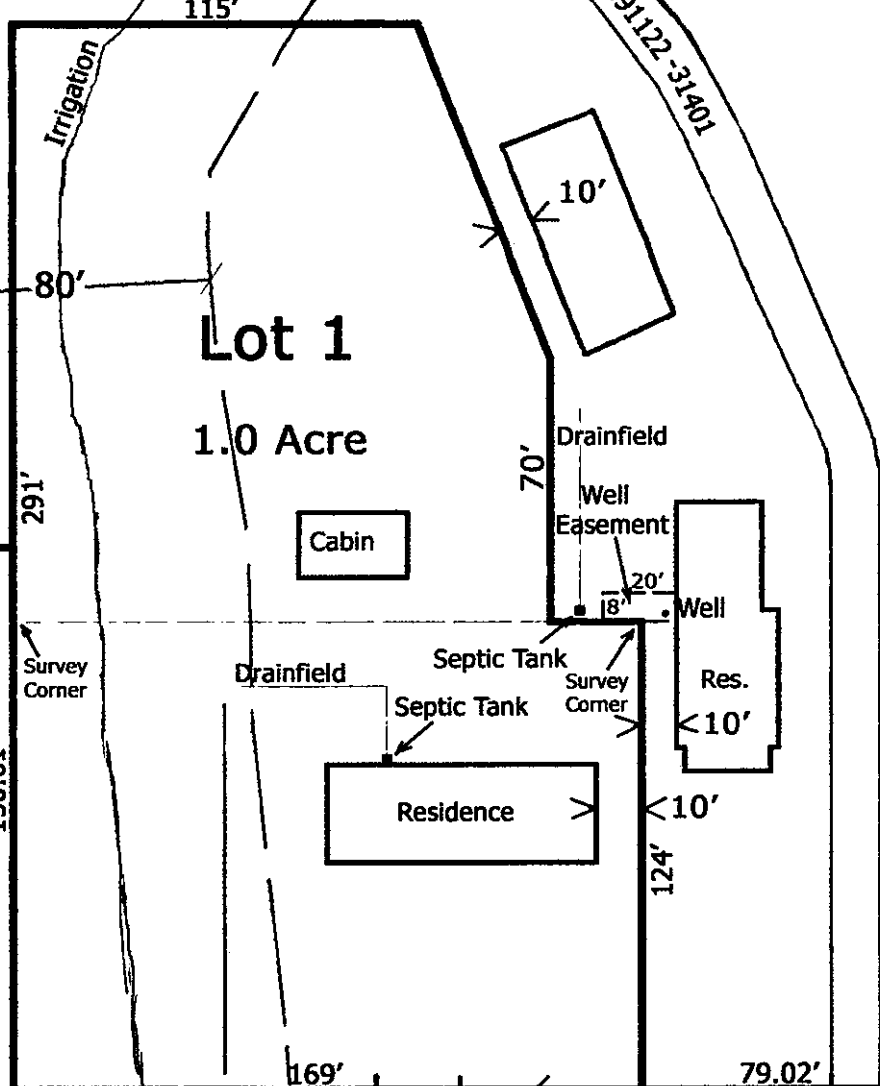 115'
91122 -31401
Irrigation
10'
80'
Lot 1
1.0 Acre
Drainfield
70'
291'
Well
Easement
Cabin
20'
8'
Well
Septic Tank
Survey
Corner
Drainfield
Survey
Corner
Res.
Septic Tank
10'
Residence
10'
124'
169'
79.02'